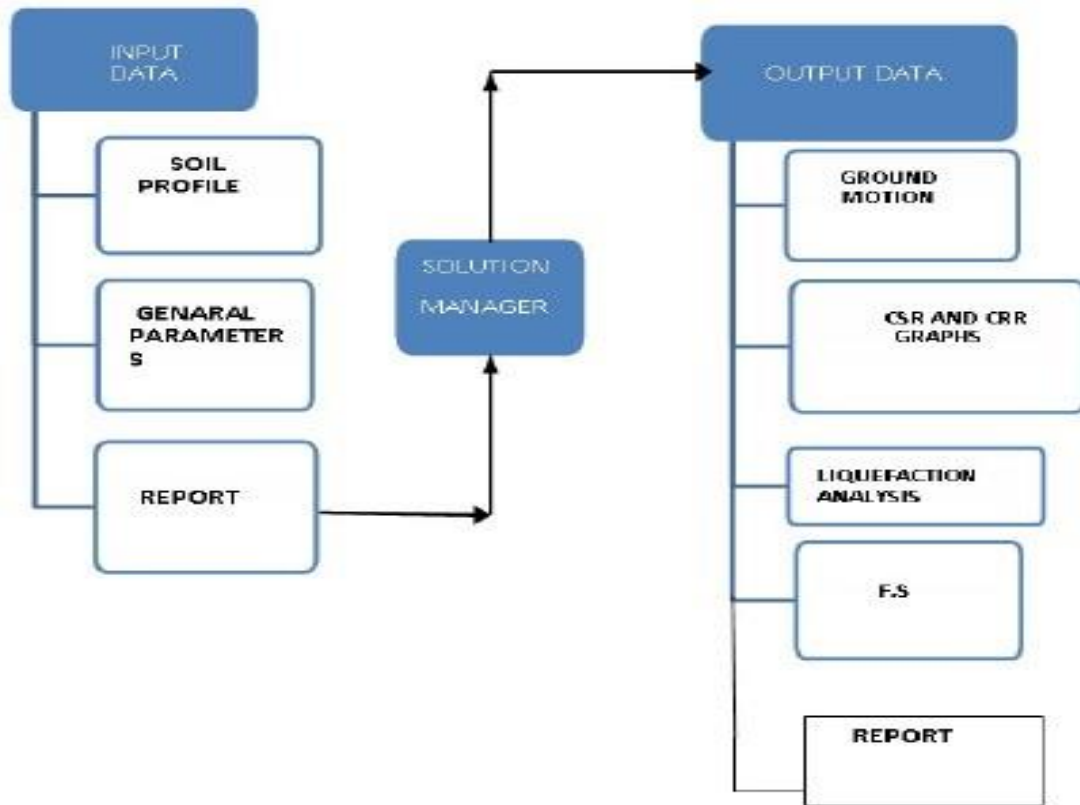 INPUT
DATA
SOIL
PROFILE
GENARAL
PARAMETER
S
REPORT
SOLUTION
MANAGER
OUTPUT DATA
GROUND
MOTION
CSR AND CRR
GRAPHS
LIQUEFACTION
ANALYSIS
F.S
REPORT